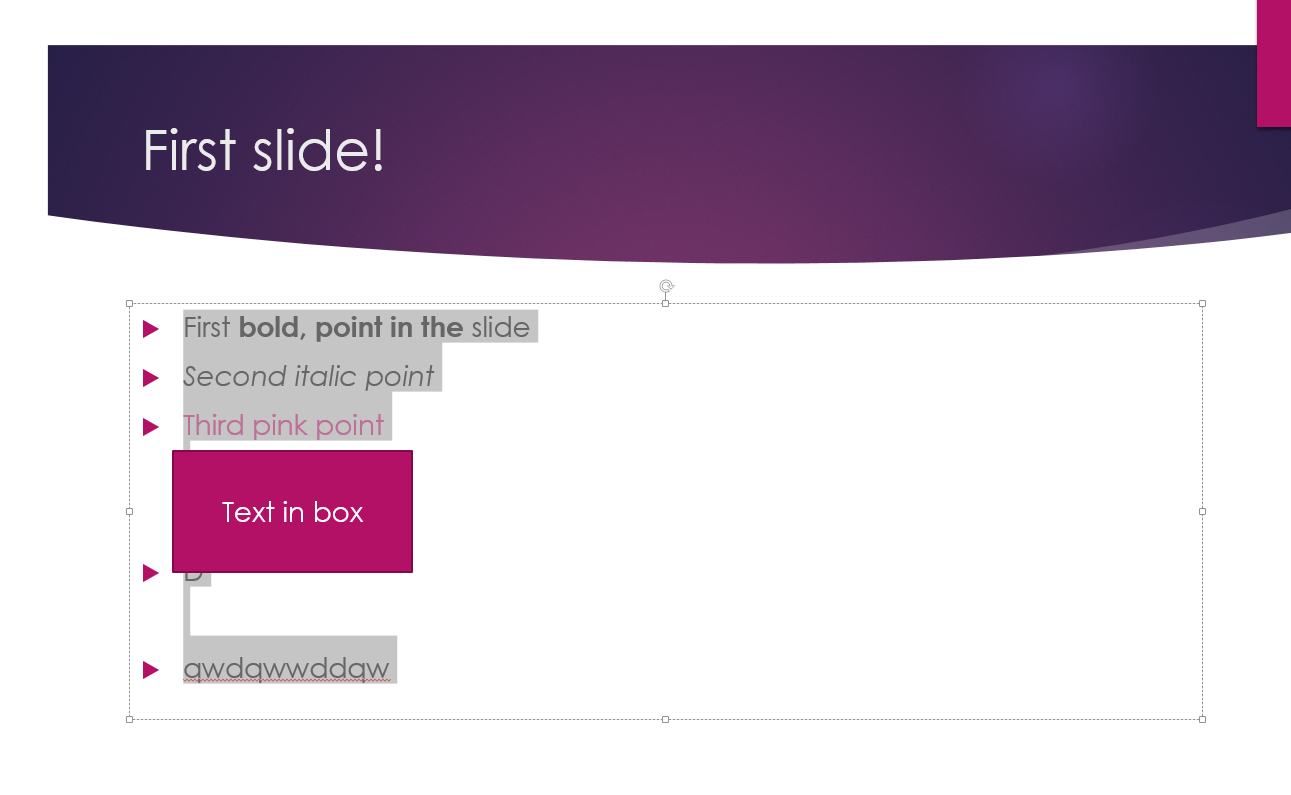 First slide!
First bold, point in the slide
Second italic point
Third pink point
Text in box
D
qwdqwwddqw